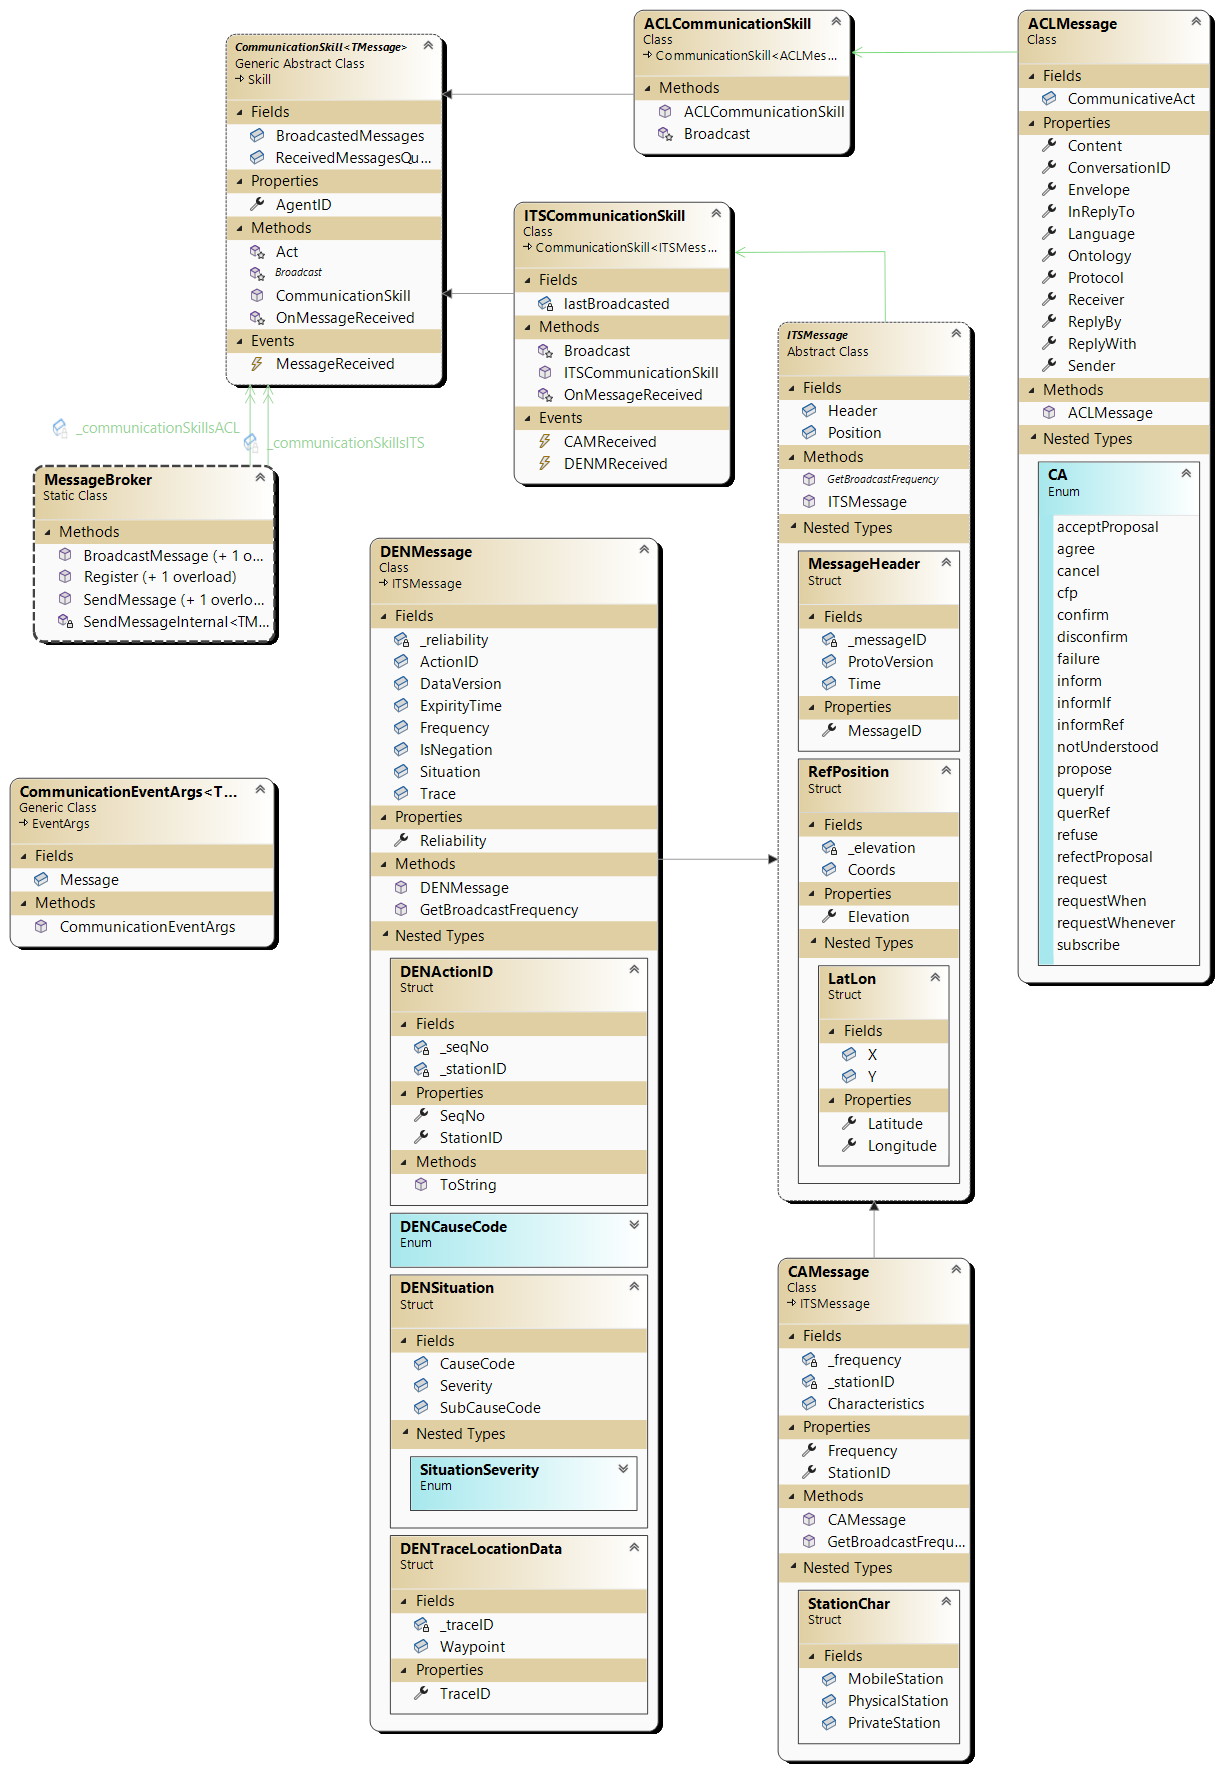 CommunicationSkill<TMessage>
Generic Abstract Class
Skill
Fields
BroadcastedMessages
ReceivedMessagesQu...
Properties
AgentID
Methods
Act
Broadcast
CommunicationSkill
OnMessageReceived
Events
MessageReceived
ACLCommunicationSkill
Class
CommunicationSkill<ACLMes...
Methods
ACLCommunicationSkill
Broadcast
ACLMessage
Class
Fields
CommunicativeAct
Properties
Content
ConversationID
Envelope
InReplyTo
Language
Ontology
Protocol
Receiver
ReplyBy
ReplyWith
Sender
Methods
ACLMessage
Nested Types
CA
Enum
acceptProposal
agree
cancel
cfp
confirm
disconfirm
failure
inform
informIf
informRef
notUnderstood
propose
queryIf
querRef
refuse
refectProposal
request
requestWhen
requestWhenever
subscribe
ITSCommunicationSkill
Class
CommunicationSkill<ITSMess...
Fields
lastBroadcasted
Methods
Broadcast
ITSCommunicationSkill
OnMessageReceived
Events
CAMReceived
DENMReceived
_communicationSkillsACL
_communicationSkillsITS
MessageBroker
Static Class
Methods
BroadcastMessage (+ 1 o...
Register (+ 1 overload)
SendMessage (+ 1 overlo...
SendMessageInternal<TM...
CommunicationEventArgs<T...
Generic Class
EventArgs
Fields
Message
Methods
CommunicationEventArgs
DENMessage
Class
ITSMessage
Fields
_reliability
ActionID
DataVersion
ExpirityTime
Frequency
IsNegation
Situation
Trace
Properties
Reliability
Methods
DENMessage
GetBroadcastFrequency
Nested Types
DENActionID
Struct
Fields
_seqNo
_stationID
Properties
SeqNo
StationID
Methods
ToString
DENCauseCode
Enum
DENSituation
Struct
Fields
CauseCode
Severity
SubCauseCode
Nested Types
SituationSeverity
Enum
DENTraceLocationData
Struct
Fields
_traceID
Waypoint
Properties
TraceID
ITSMessage
Abstract Class
Fields
Header
Position
Methods
GetBroadcastFrequency
ITSMessage
Nested Types
MessageHeader
Struct
Fields
_messageID
ProtoVersion
Time
Properties
MessageID
RefPosition
Struct
Fields
_elevation
Coords
Properties
Elevation
Nested Types
LatLon
Struct
Fields
X
Y
Properties
Latitude
Longitude
CAMessage
Class
ITSMessage
Fields
_frequency
_stationID
Characteristics
Properties
Frequency
StationID
Methods
CAMessage
GetBroadcastFrequ...
Nested Types
StationChar
Struct
Fields
MobileStation
PhysicalStation
PrivateStation